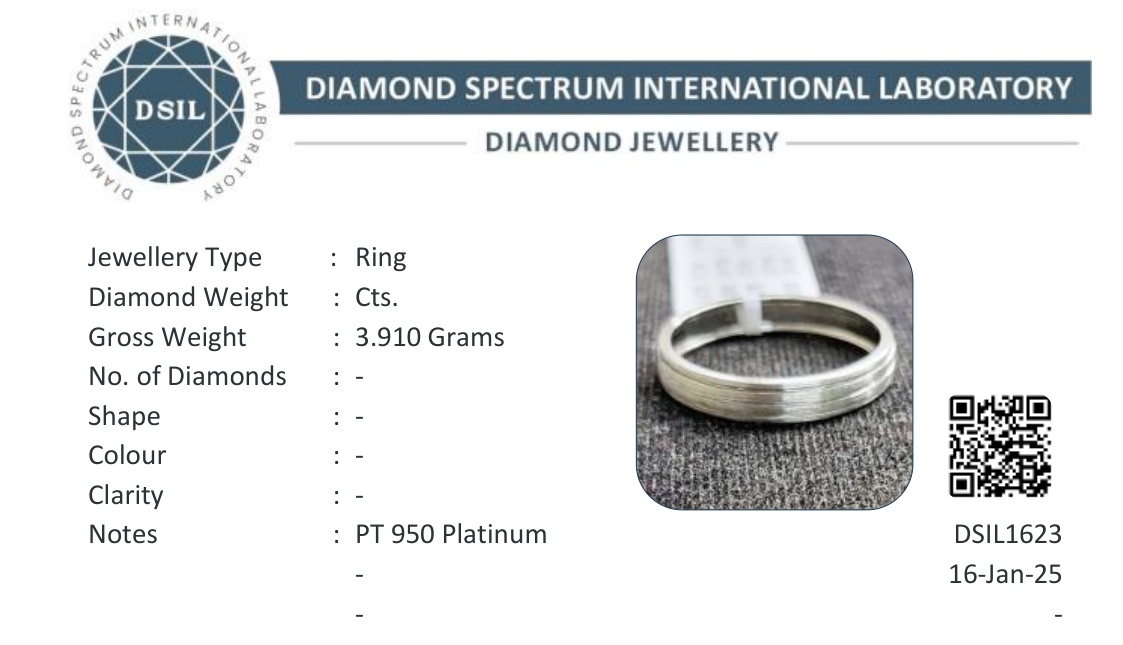 DIAMOND SPECTRUM INTERNATIONAL LABORATORY
DSIL
DIAMOND SPECTRUM INTERNATIONAL LABORATORY
DIAMOND JEWELLERY
Jewellery Type : Ring
Diamond Weight : Cts.
Gross Weight : 3.910 Grams
No. of Diamonds : -
Shape : -
Colour : -
Clarity : -
Notes : PT 950 Platinum
-
-
DSIL1623
16-Jan-25
-